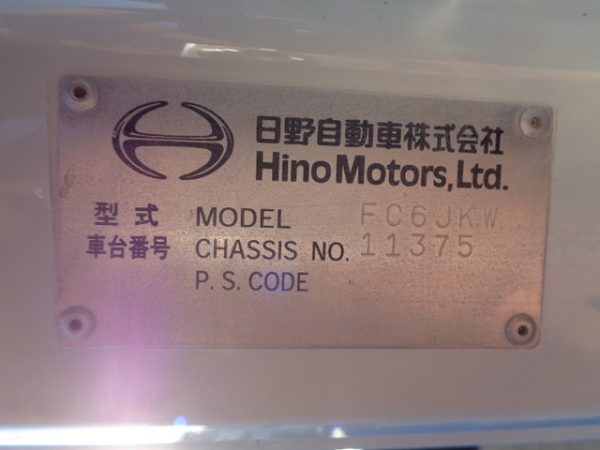 日野自動車株式会社
Hino Motors, Ltd.
型式 MODEL FC6JKW
車台番号 CHASSIS NO. 11375
P. S. CODE